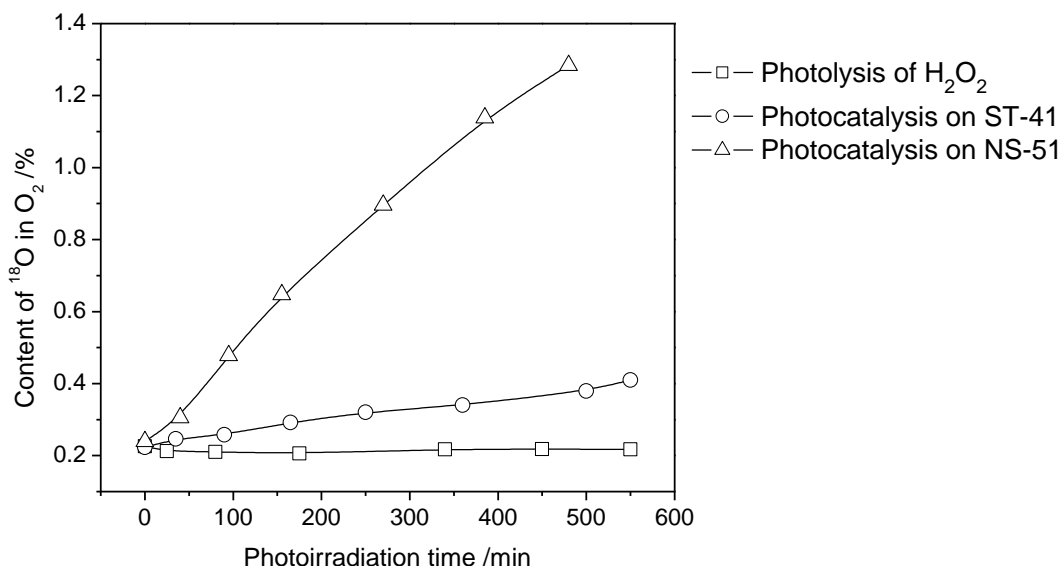 1.4
1.2
1.0
0.8
0.6
0.4
0.2
0
100
200
300
400
500
600
Content of ¹⁸O in O₂ /%
Photoirradiation time /min
Photolysis of H₂O₂
Photocatalysis on ST-41
Photocatalysis on NS-51